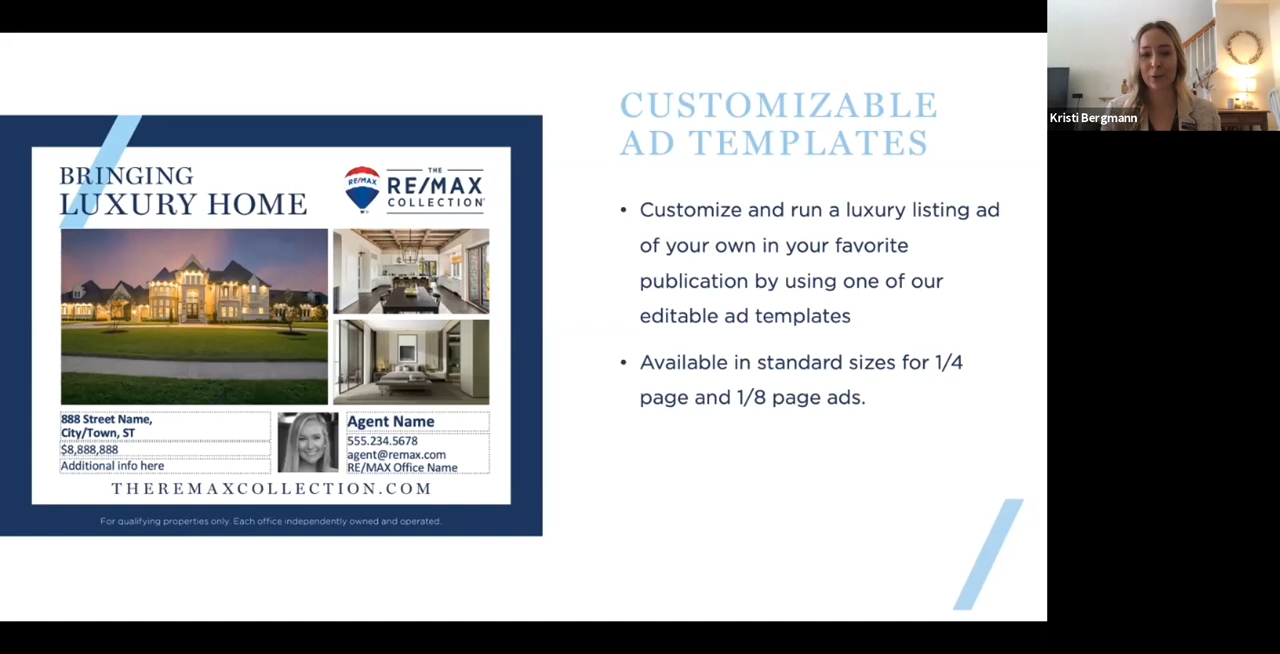 CUSTOMIZABLE
AD TEMPLATES
• Customize and run a luxury listing ad
of your own in your favorite
publication by using one of our
editable ad templates
• Available in standard sizes for 1/4
page and 1/8 page ads.
BRINGING
LUXURY HOME
RE/MAX
THE
RE/MAX
COLLECTION
888 Street Name,
City/Town, ST
$8,888,888
Additional info here
Agent Name
555.234.5678
agent@remax.com
RE/MAX Office Name
THEREMAXCOLLECTION.COM
For qualifying properties only. Each office independently owned and operated.
Kristi Bergmann